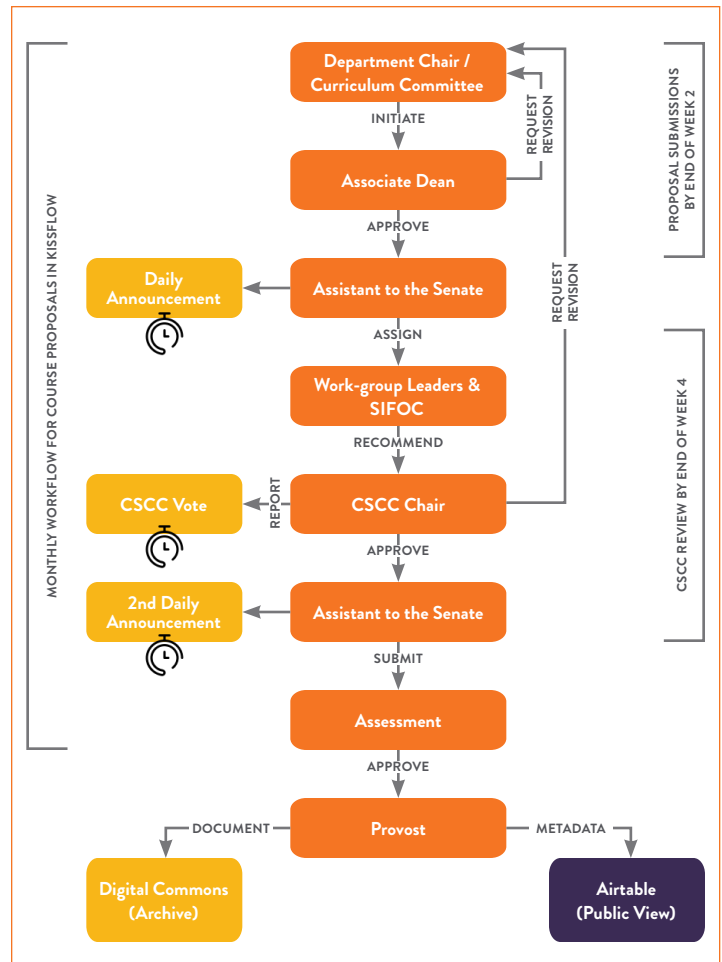 Department Chair /
Curriculum Committee
INITIATE
REQUEST
REVISION
Associate Dean
APPROVE
PROPOSAL SUBMISSIONS
BY END OF WEEK 2
Daily
Announcement
Assistant to the Senate
ASSIGN
REQUEST
REVISION
Work-group Leaders &
SIFOC
RECOMMEND
MONTHLY WORKFLOW FOR COURSE PROPOSALS IN KISSFLOW
CSCC Vote
REPORT
CSCC Chair
CSCC REVIEW BY END OF WEEK 4
APPROVE
2nd Daily
Announcement
Assistant to the Senate
SUBMIT
Assessment
APPROVE
Provost
DOCUMENT
METADATA
Digital Commons
(Archive)
Airtable
(Public View)